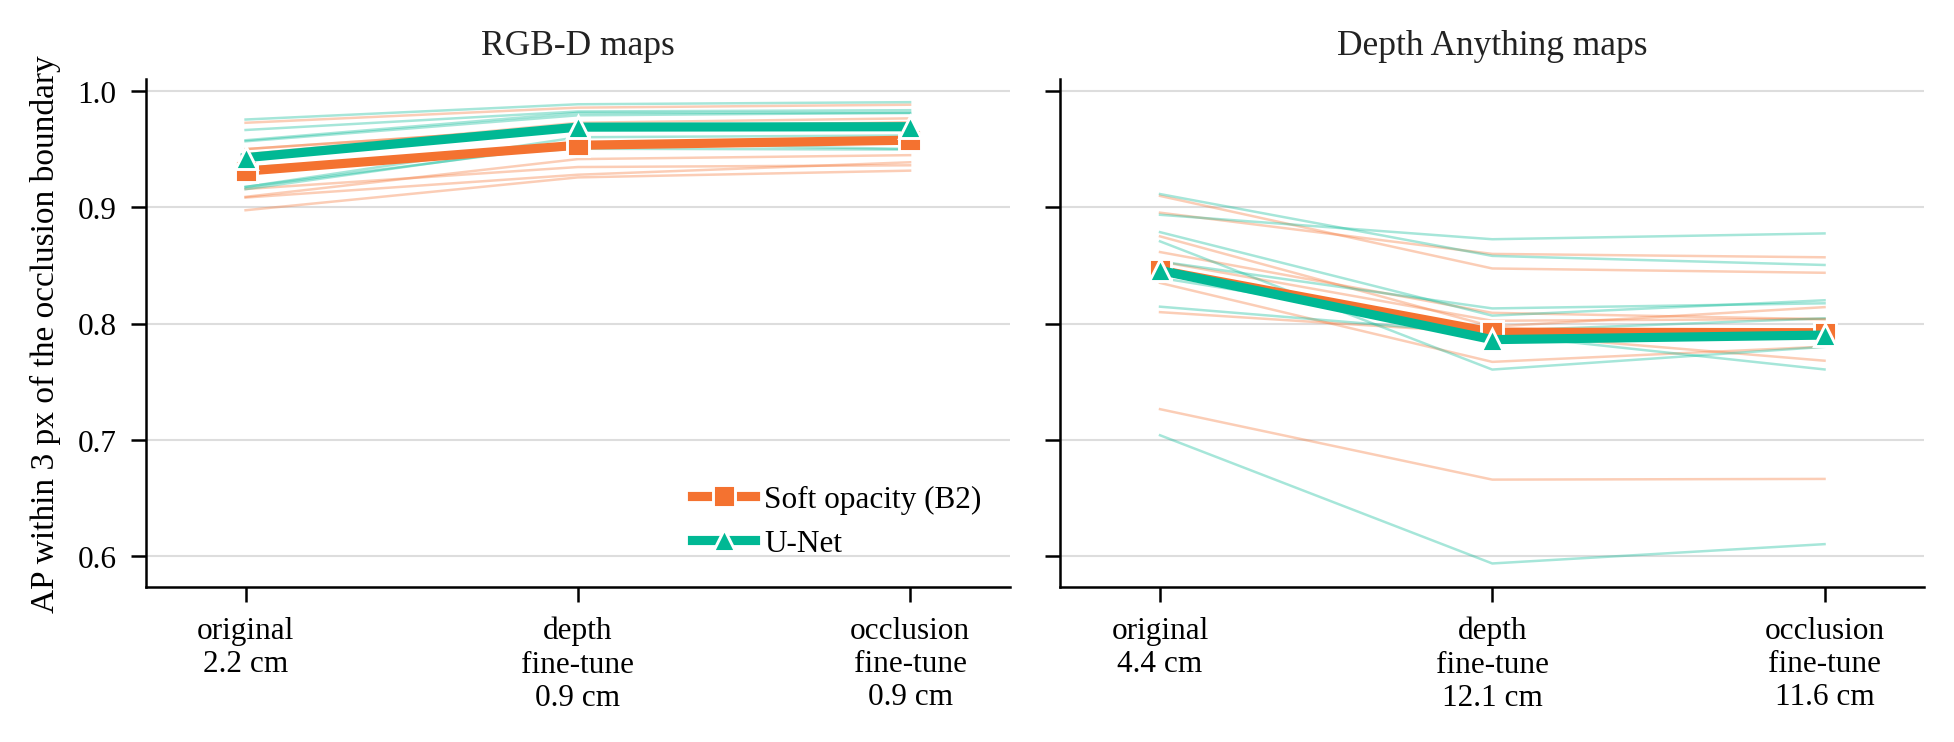 RGB-D maps
Depth Anything maps
AP within 3 px of the occlusion boundary
1.0
0.9
0.8
0.7
0.6
Soft opacity (B2)
U-Net
original
2.2 cm
depth
fine-tune
0.9 cm
occlusion
fine-tune
0.9 cm
original
4.4 cm
depth
fine-tune
12.1 cm
occlusion
fine-tune
11.6 cm